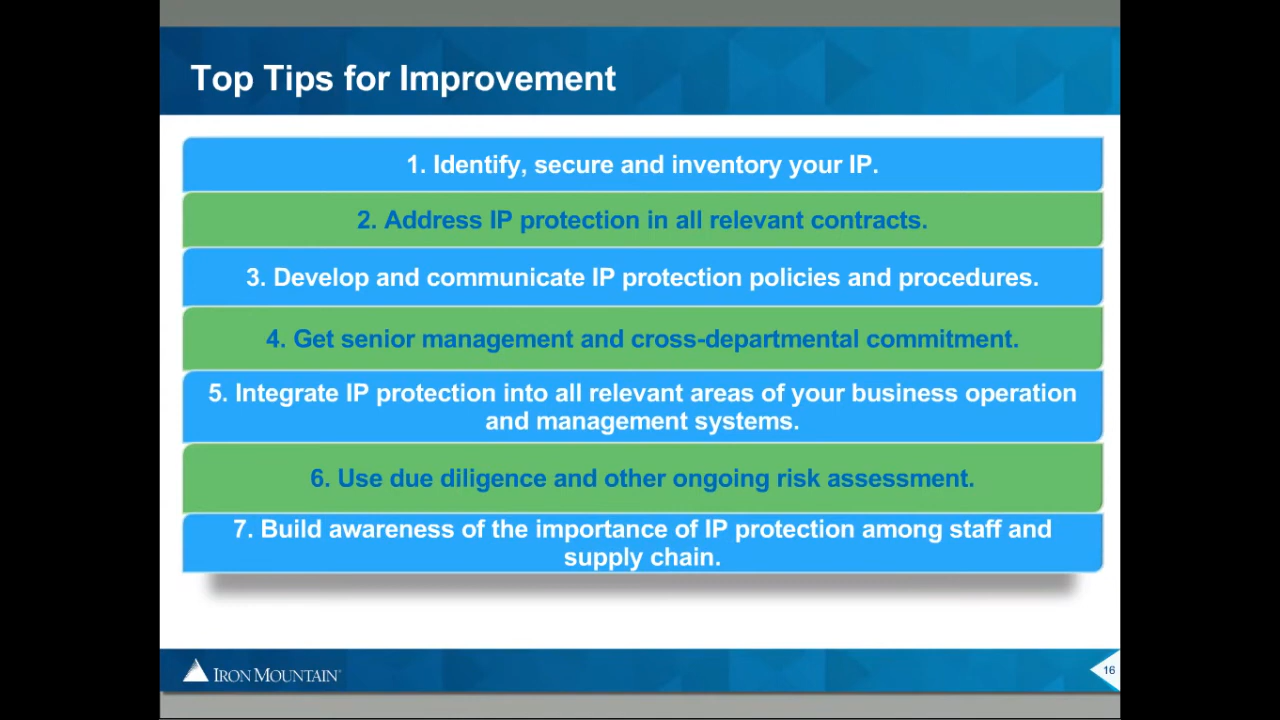 Top Tips for Improvement
1. Identify, secure and inventory your IP.
2. Address IP protection in all relevant contracts.
3. Develop and communicate IP protection policies and procedures.
4. Get senior management and cross-departmental commitment.
5. Integrate IP protection into all relevant areas of your business operation
and management systems.
6. Use due diligence and other ongoing risk assessment.
7. Build awareness of the importance of IP protection among staff and
supply chain.
IRON MOUNTAIN®
16